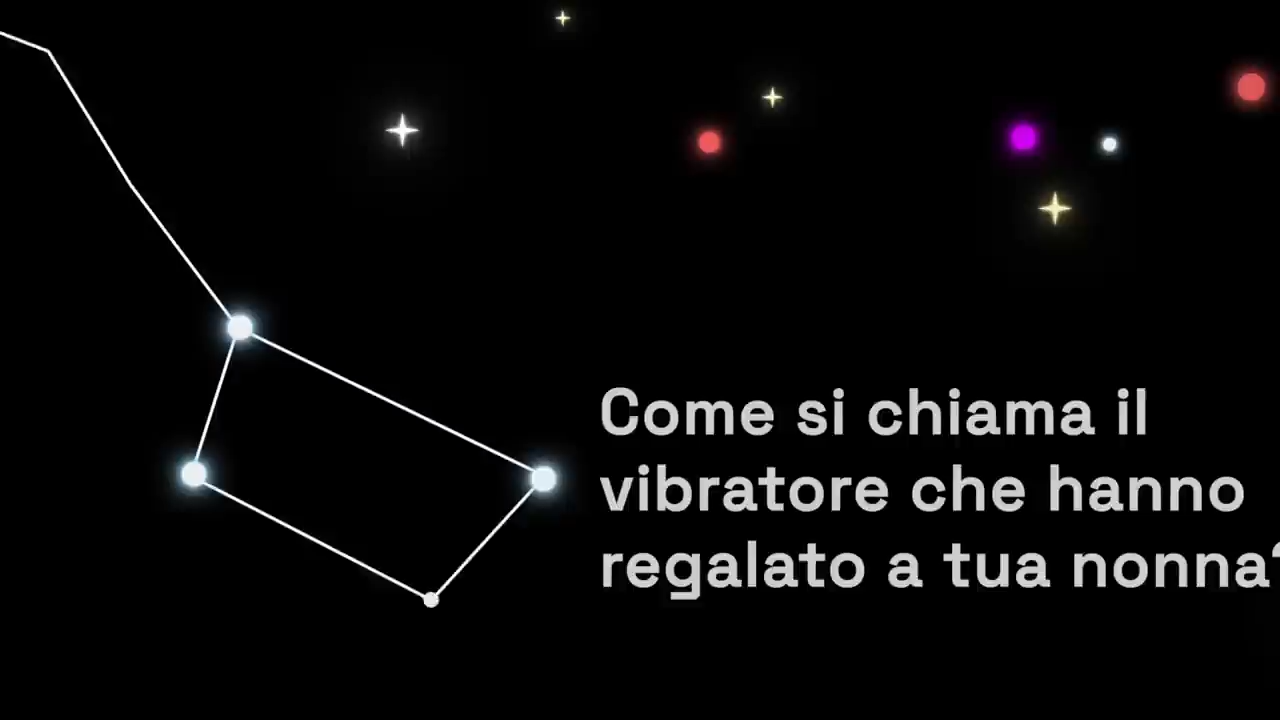 Come si chiama il
vibratore che hanno
regalato a tua nonna?